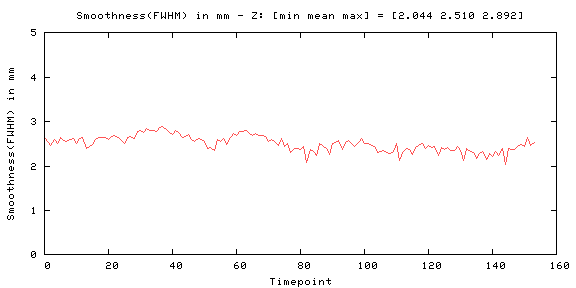 Smoothness(FWHM) in mm - Z: [min mean max] = [2.044 2.510 2.892]
5
4
3
2
1
0
Smoothness(FWHM) in mm
0 20 40 60 80 100 120 140 160
Timepoint